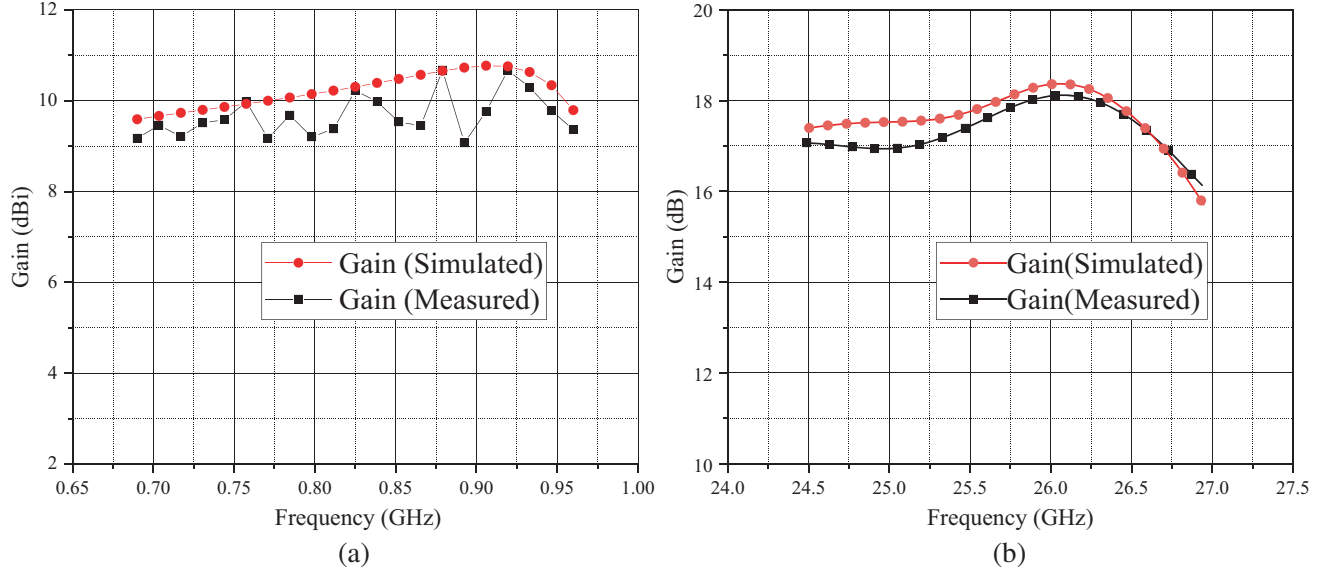 12
10
8
6
4
2
Gain (dBi)
Gain (Simulated)
Gain (Measured)
0.65 0.70 0.75 0.80 0.85 0.90 0.95 1.00
Frequency (GHz)
(a)
20
18
16
14
12
10
Gain (dB)
Gain(Simulated)
Gain(Measured)
24.0 24.5 25.0 25.5 26.0 26.5 27.0 27.5
Frequency (GHz)
(b)